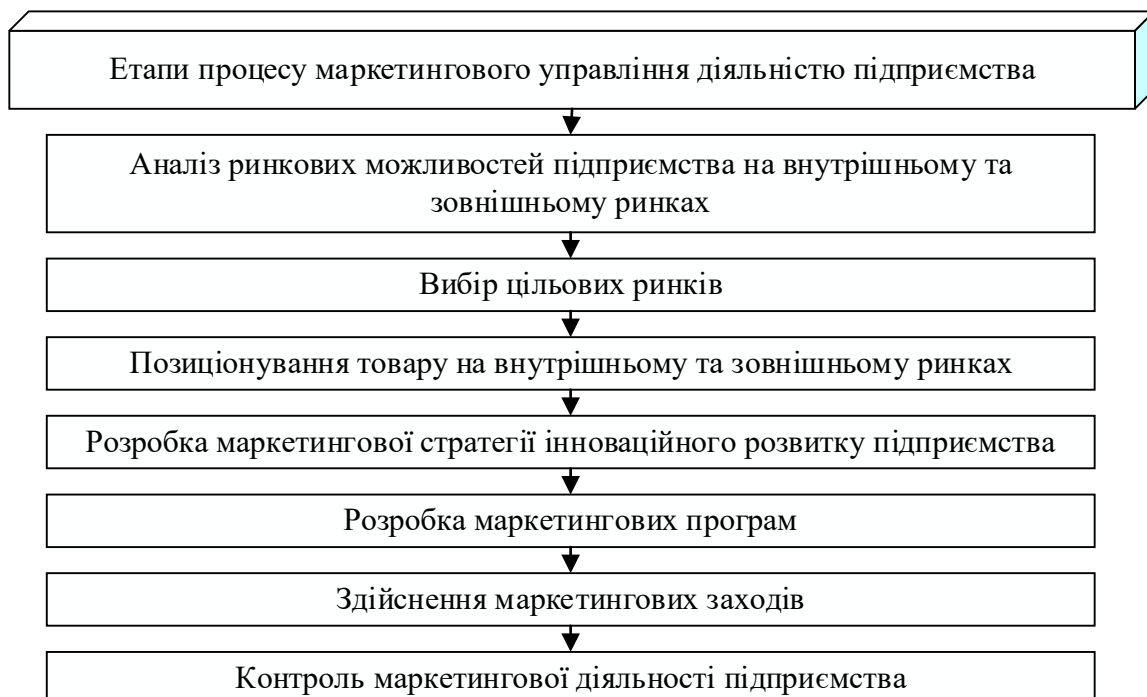 Етапи процесу маркетингового управління діяльністю підприємства
Аналіз ринкових можливостей підприємства на внутрішньому та
зовнішньому ринках
Вибір цільових ринків
Позиціонування товару на внутрішньому та зовнішньому ринках
Розробка маркетингової стратегії інноваційного розвитку підприємства
Розробка маркетингових програм
Здійснення маркетингових заходів
Контроль маркетингової діяльності підприємства